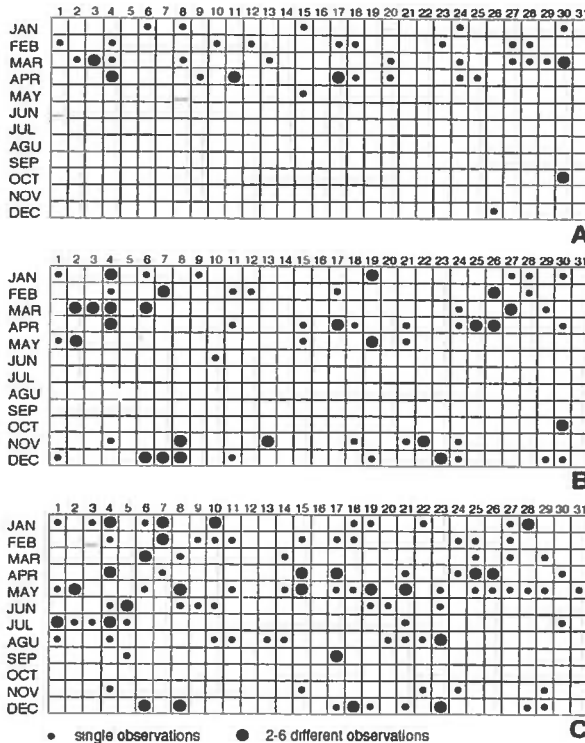 1 2 3 4 5 6 7 8 9 10 11 12 13 14 15 16 17 18 19 20 21 22 23 24 25 26 27 28 29 30 31
JAN
FEB
MAR
APR
MAY
JUN
JUL
AGU
SEP
OCT
NOV
DEC
A
1 2 3 4 5 6 7 8 9 10 11 12 13 14 15 16 17 18 19 20 21 22 23 24 25 26 27 28 29 30 31
JAN
FEB
MAR
APR
MAY
JUN
JUL
AGU
SEP
OCT
NOV
DEC
B
1 2 3 4 5 6 7 8 9 10 11 12 13 14 15 16 17 18 19 20 21 22 23 24 25 26 27 28 29 30 31
JAN
FEB
MAR
APR
MAY
JUN
JUL
AGU
SEP
OCT
NOV
DEC
C
single observations 2-6 different observations